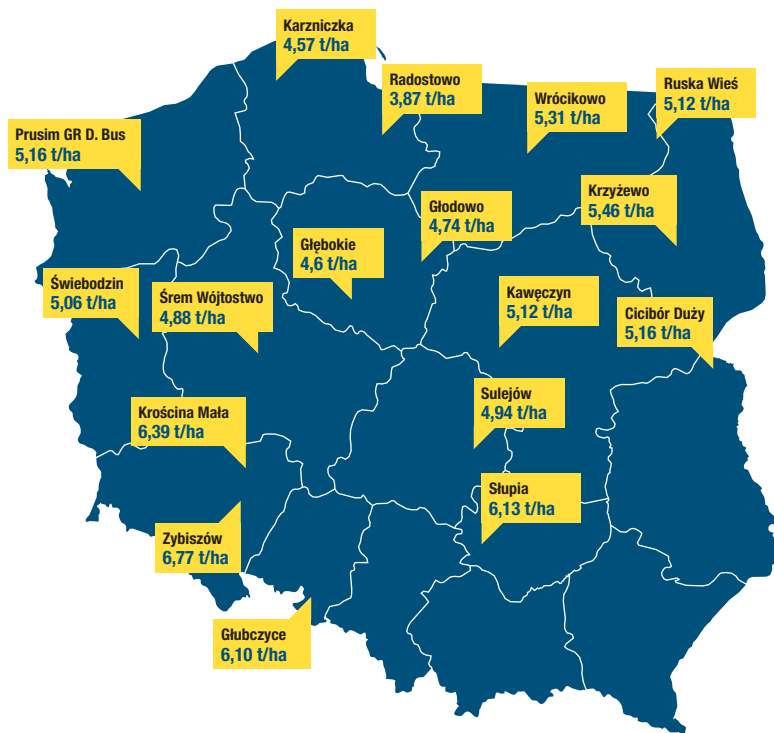 Karzniczka
4,57 t/ha
Radostowo
3,87 t/ha
Wrócikowo
5,31 t/ha
Ruska Wieś
5,12 t/ha
Prusim GR D. Bus
5,16 t/ha
Krzyżewo
5,46 t/ha
Głodowo
4,74 t/ha
Głębokie
4,6 t/ha
Świebodzin
5,06 t/ha
Śrem Wójtostwo
4,88 t/ha
Kawęczyn
5,12 t/ha
Cicibór Duży
5,16 t/ha
Sulejów
4,94 t/ha
Krościna Mała
6,39 t/ha
Słupia
6,13 t/ha
Zybiszów
6,77 t/ha
Głubczyce
6,10 t/ha